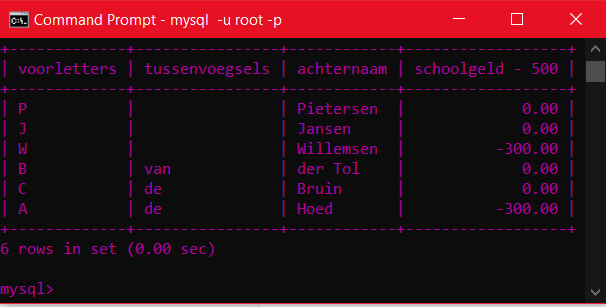 Command Prompt - mysql  -u root -p
+-------------+----------------+------------+------------------+
| voorletters | tussenvoegsels | achternaam | schoolgeld - 500 |
+-------------+----------------+------------+------------------+
| P           |                | Pietersen  |             0.00 |
| J           |                | Jansen     |             0.00 |
| W           |                | Willemsen  |          -300.00 |
| B           | van            | der Tol    |             0.00 |
| C           | de             | Bruin      |             0.00 |
| A           | de             | Hoed       |          -300.00 |
+-------------+----------------+------------+------------------+
6 rows in set (0.00 sec)
mysql>